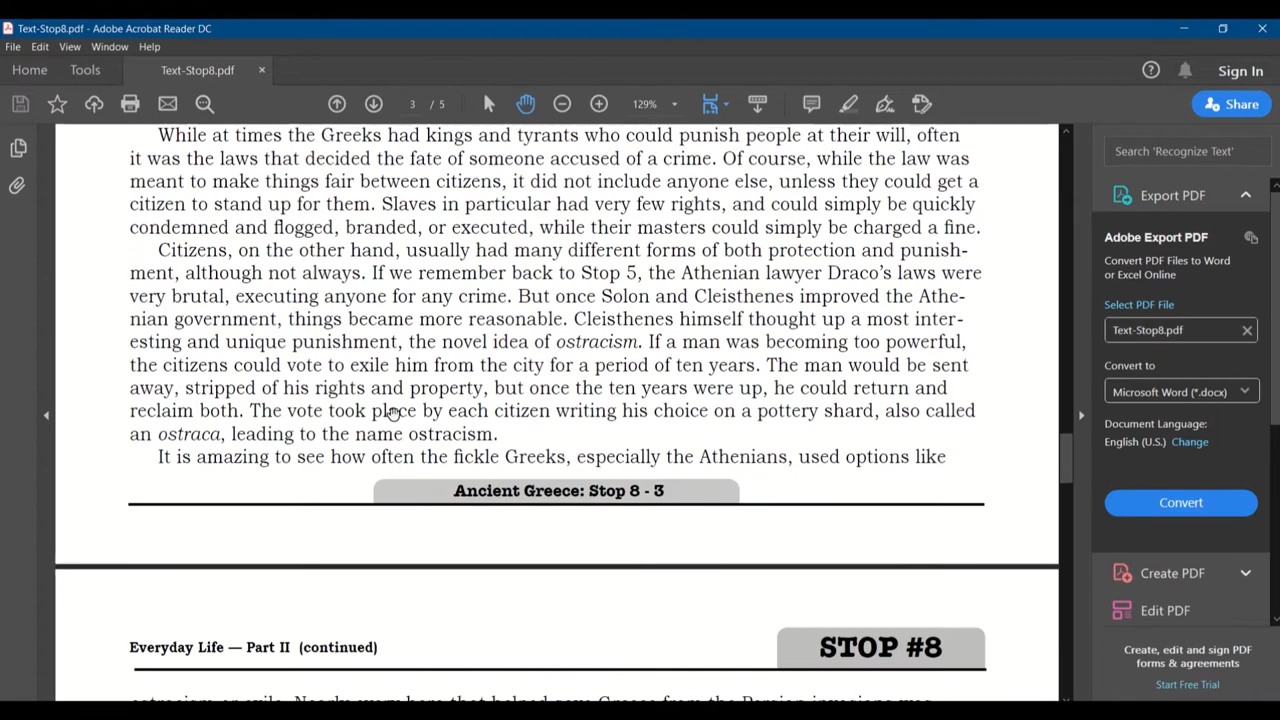 Text-Stop8.pdf - Adobe Acrobat Reader DC
File Edit View Window Help
Home Tools Text-Stop8.pdf × Sign In
3 / 5 129% Share
While at times the Greeks had kings and tyrants who could punish people at their will, often
it was the laws that decided the fate of someone accused of a crime. Of course, while the law was
meant to make things fair between citizens, it did not include anyone else, unless they could get a
citizen to stand up for them. Slaves in particular had very few rights, and could simply be quickly
condemned and flogged, branded, or executed, while their masters could simply be charged a fine.
Citizens, on the other hand, usually had many different forms of both protection and punish-
ment, although not always. If we remember back to Stop 5, the Athenian lawyer Draco's laws were
very brutal, executing anyone for any crime. But once Solon and Cleisthenes improved the Athe-
nian government, things became more reasonable. Cleisthenes himself thought up a most inter-
esting and unique punishment, the novel idea of ostracism. If a man was becoming too powerful,
the citizens could vote to exile him from the city for a period of ten years. The man would be sent
away, stripped of his rights and property, but once the ten years were up, he could return and
reclaim both. The vote took place by each citizen writing his choice on a pottery shard, also called
an ostraca, leading to the name ostracism.
It is amazing to see how often the fickle Greeks, especially the Athenians, used options like
Ancient Greece: Stop 8 - 3
Everyday Life — Part II (continued)
STOP #8
Search 'Recognize Text'
Export PDF
Adobe Export PDF
Convert PDF Files to Word
or Excel Online
Select PDF File
Text-Stop8.pdf ×
Convert to
Microsoft Word (*.docx)
Document Language:
English (U.S.) Change
Convert
Create PDF
Edit PDF
Create, edit and sign PDF
forms & agreements
Start Free Trial